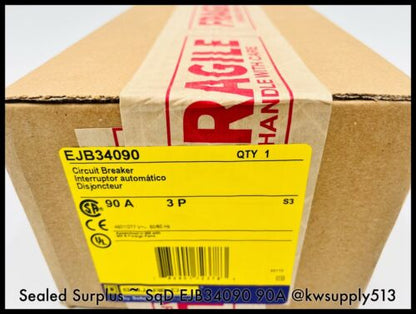 FRAGILE
HANDLE WITH CARE
EJB34090
QTY 1
Circuit Breaker
Interruptor automático
Disjoncteur
90 A
3 P
S3
Sealed Surplus - SqD EJB34090 90A @kwsupply513